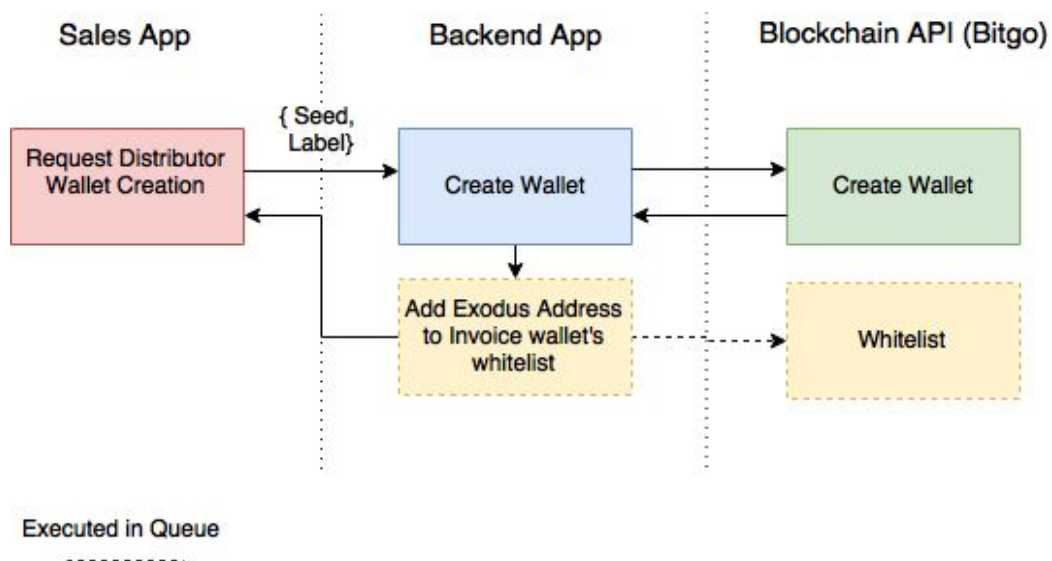 Sales App
Backend App
Blockchain API (Bitgo)
{ Seed,
Label}
Request Distributor
Wallet Creation
Create Wallet
Create Wallet
Add Exodus Address
to Invoice wallet's
whitelist
Whitelist
Executed in Queue